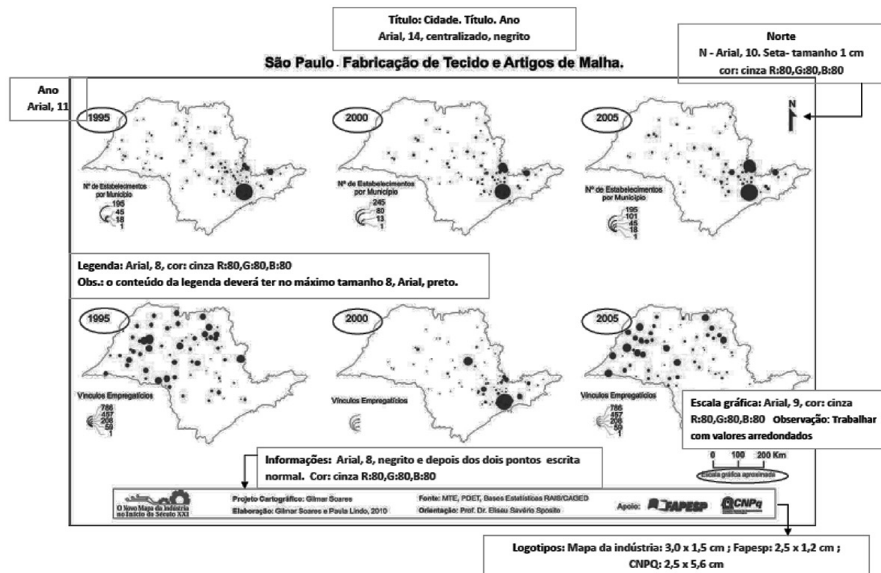 Título: Cidade. Título. Ano
Arial, 14, centralizado, negrito
Norte
N - Arial, 10. Seta- tamanho 1 cm
cor: cinza R:80,G:80,B:80
São Paulo . Fabricação de Tecido e Artigos de Malha.
Ano
Arial, 11
1995
2000
2005
N
Nº de Estabelecimentos
por Município
195
45
18
1
Nº de Estabelecimentos
por Município
245
80
13
1
Nº de Estabelecimentos
por Município
195
101
45
18
1
Legenda: Arial, 8, cor: cinza R:80,G:80,B:80
Obs.: o conteúdo da legenda deverá ter no máximo tamanho 8, Arial, preto.
1995
2000
2005
Vínculos Empregatícios
786
457
208
59
1
Vínculos Empregatícios
Vínculos Empregatícios
786
457
208
59
1
Escala gráfica: Arial, 9, cor: cinza
R:80,G:80,B:80 Observação: Trabalhar
com valores arredondados
0 100 200 Km
Escala gráfica aproximada
Informações: Arial, 8, negrito e depois dos dois pontos escrita
normal. Cor: cinza R:80,G:80,B:80
O Novo Mapa da Indústria
no Início do Século XXI
Projeto Cartográfico: Gilmar Soares
Elaboração: Gilmar Soares e Paula Lindo, 2010
Fonte: MTE, PGET, Bases Estatísticas RAIS/CAGED
Orientação: Prof. Dr. Eliseu Savério Sposito
Apoio:
FAPESP
CNPq
Logotipos: Mapa da indústria: 3,0 x 1,5 cm ; Fapesp: 2,5 x 1,2 cm ;
CNPQ: 2,5 x 5,6 cm